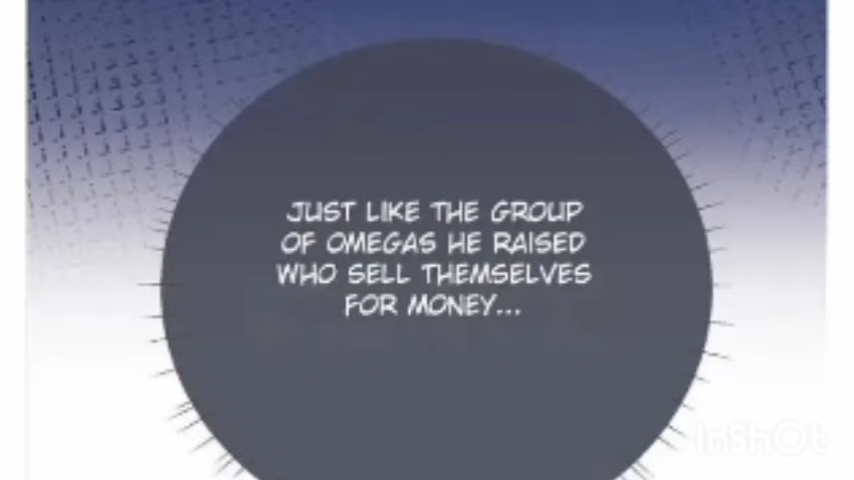 JUST LIKE THE GROUP
OF OMEGAS HE RAISED
WHO SELL THEMSELVES
FOR MONEY...
InShOt